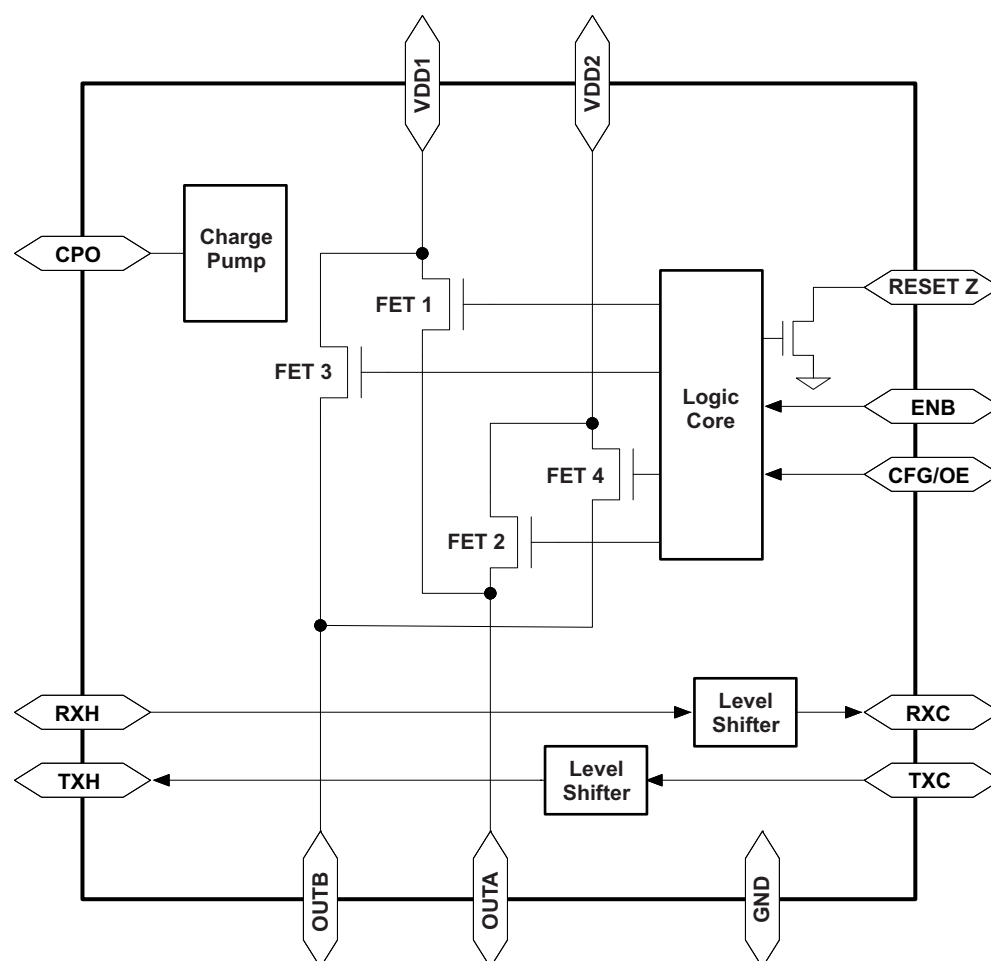 VDD1
VDD2
Charge
Pump
CPO
FET 1
RESET Z
FET 3
Logic
Core
ENB
FET 4
CFG/OE
FET 2
RXH
Level
Shifter
RXC
TXH
Level
Shifter
TXC
OUTB
OUTA
GND